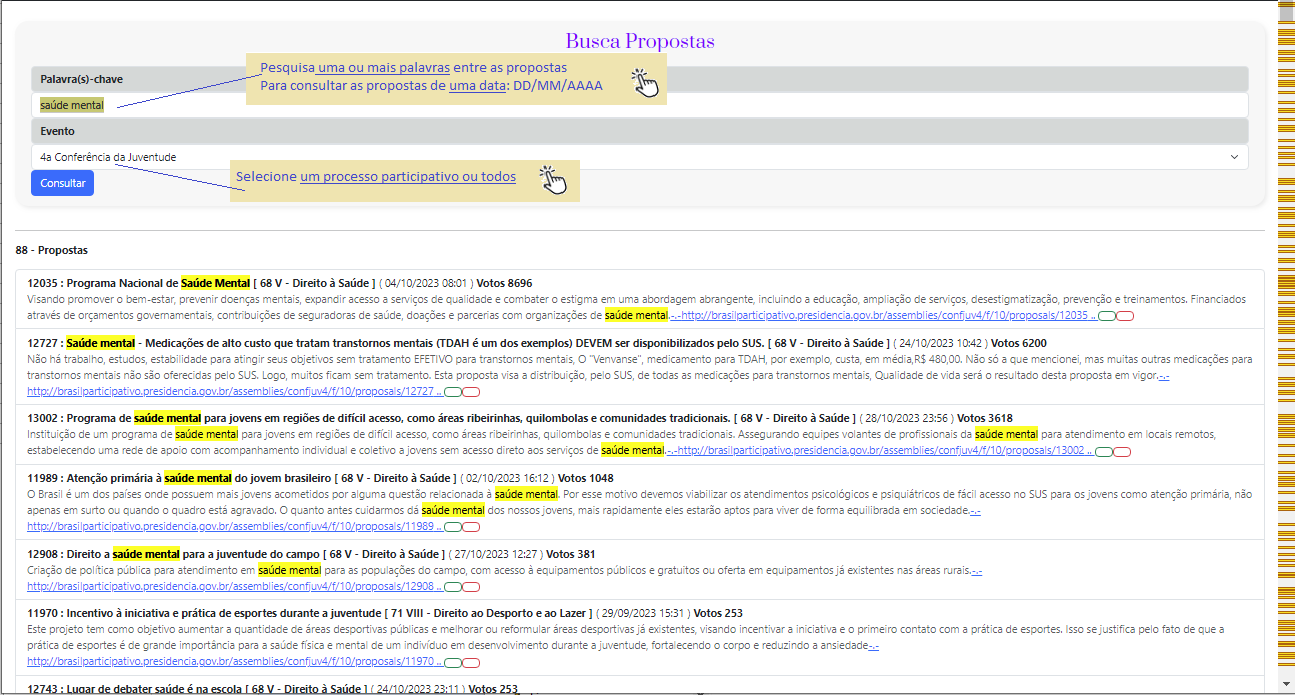 Busca Propostas
Palavra(s)-chave
Pesquisa uma ou mais palavras entre as propostas
Para consultar as propostas de uma data: DD/MM/AAAA
saúde mental
Evento
4a Conferência da Juventude
Selecione um processo participativo ou todos
Consultar
88 - Propostas
12035 : Programa Nacional de Saúde Mental [ 68 V - Direito à Saúde ] ( 04/10/2023 08:01 ) Votos 8696
Visando promover o bem-estar, prevenir doenças mentais, expandir acesso a serviços de qualidade e combater o estigma em uma abordagem abrangente, incluindo a educação, ampliação de serviços, desestigmatização, prevenção e treinamentos. Financiados
através de orçamentos governamentais, contribuições de seguradoras de saúde, doações e parcerias com organizações de saúde mental.-.-http://brasilparticipativo.presidencia.gov.br/assemblies/confjuv4/f/10/proposals/12035 ..
12727 : Saúde mental - Medicações de alto custo que tratam transtornos mentais (TDAH é um dos exemplos) DEVEM ser disponibilizados pelo SUS. [ 68 V - Direito à Saúde ] ( 24/10/2023 10:42 ) Votos 6200
Não há trabalho, estudos, estabilidade para atingir seus objetivos sem tratamento EFETIVO para transtornos mentais, O "Venvanse", medicamento para TDAH, por exemplo, custa, em média,R$ 480,00. Não só a que mencionei, mas muitas outras medicações para
transtornos mentais não são oferecidas pelo SUS. Logo, muitos ficam sem tratamento. Esta proposta visa a distribuição, pelo SUS, de todas as medicações para transtornos mentais, Qualidade de vida será o resultado desta proposta em vigor.-.-
http://brasilparticipativo.presidencia.gov.br/assemblies/confjuv4/f/10/proposals/12727 ..
13002 : Programa de saúde mental para jovens em regiões de difícil acesso, como áreas ribeirinhas, quilombolas e comunidades tradicionais. [ 68 V - Direito à Saúde ] ( 28/10/2023 23:56 ) Votos 3618
Instituição de um programa de saúde mental para jovens em regiões de difícil acesso, como áreas ribeirinhas, quilombolas e comunidades tradicionais. Assegurando equipes volantes de profissionais da saúde mental para atendimento em locais remotos,
estabelecendo uma rede de apoio com acompanhamento individual e coletivo a jovens sem acesso direto aos serviços de saúde mental.-.-http://brasilparticipativo.presidencia.gov.br/assemblies/confjuv4/f/10/proposals/13002 ..
11989 : Atenção primária à saúde mental do jovem brasileiro [ 68 V - Direito à Saúde ] ( 02/10/2023 16:12 ) Votos 1048
O Brasil é um dos países onde possuem mais jovens acometidos por alguma questão relacionada à saúde mental. Por esse motivo devemos viabilizar os atendimentos psicológicos e psiquiátricos de fácil acesso no SUS para os jovens como atenção primária, não
apenas em surto ou quando o quadro está agravado. O quanto antes cuidarmos dá saúde mental dos nossos jovens, mais rapidamente eles estarão aptos para viver de forma equilibrada em sociedade.-.-
http://brasilparticipativo.presidencia.gov.br/assemblies/confjuv4/f/10/proposals/11989 ..
12908 : Direito a saúde mental para a juventude do campo [ 68 V - Direito à Saúde ] ( 27/10/2023 12:27 ) Votos 381
Criação de política pública para atendimento em saúde mental para as populações do campo, com acesso à equipamentos públicos e gratuitos ou oferta em equipamentos já existentes nas áreas rurais.-.-
http://brasilparticipativo.presidencia.gov.br/assemblies/confjuv4/f/10/proposals/12908 ..
11970 : Incentivo à iniciativa e prática de esportes durante a juventude [ 71 VIII - Direito ao Desporto e ao Lazer ] ( 29/09/2023 15:31 ) Votos 253
Este projeto tem como objetivo aumentar a quantidade de áreas desportivas públicas e melhorar ou reformular áreas desportivas já existentes, visando incentivar a iniciativa e o primeiro contato com a prática de esportes. Isso se justifica pelo fato de que a
prática de esportes é de grande importância para a saúde física e mental de um indivíduo em desenvolvimento durante a juventude, fortalecendo o corpo e reduzindo a ansiedade-.-
http://brasilparticipativo.presidencia.gov.br/assemblies/confjuv4/f/10/proposals/11970 ..
12743 : Lugar de debater saúde é na escola [ 68 V - Direito à Saúde ] ( 24/10/2023 23:11 ) Votos 253